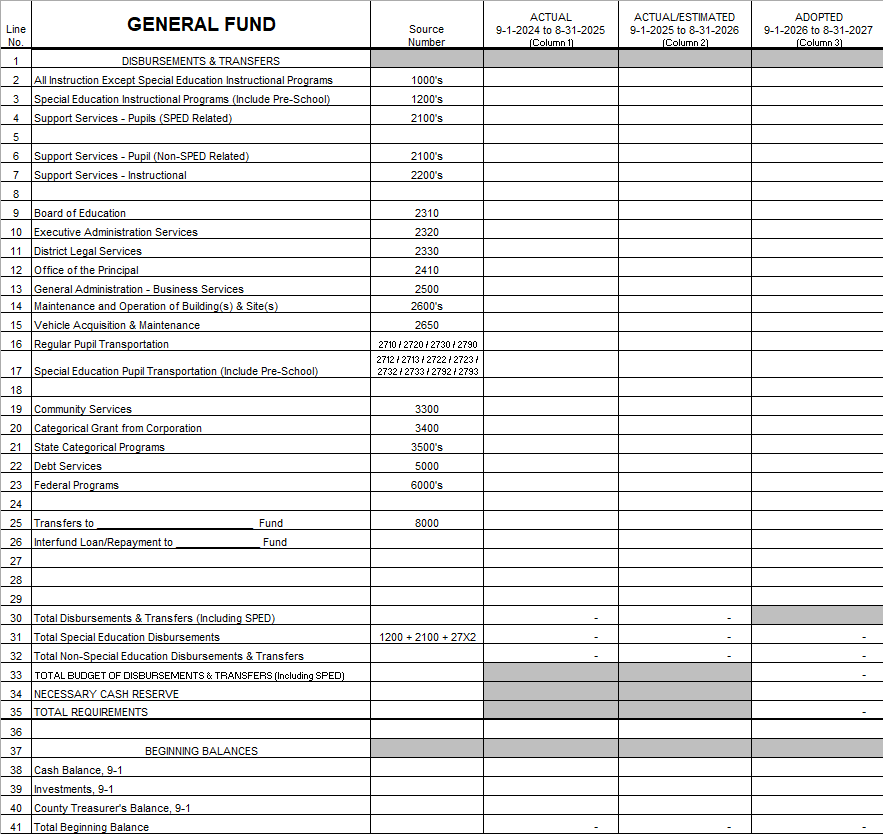 Line No. GENERAL FUND Source Number ACTUAL 9-1-2024 to 8-31-2025 (Column 1) ACTUAL/ESTIMATED 9-1-2025 to 8-31-2026 (Column 2) ADOPTED 9-1-2026 to 8-31-2027 (Column 3)
1 DISBURSEMENTS & TRANSFERS
2 All Instruction Except Special Education Instructional Programs 1000's
3 Special Education Instructional Programs (Include Pre-School) 1200's
4 Support Services - Pupils (SPED Related) 2100's
5
6 Support Services - Pupil (Non-SPED Related) 2100's
7 Support Services - Instructional 2200's
8
9 Board of Education 2310
10 Executive Administration Services 2320
11 District Legal Services 2330
12 Office of the Principal 2410
13 General Administration - Business Services 2500
14 Maintenance and Operation of Building(s) & Site(s) 2600's
15 Vehicle Acquisition & Maintenance 2650
16 Regular Pupil Transportation 2710 / 2720 / 2730 / 2790
17 Special Education Pupil Transportation (Include Pre-School) 2712 / 2713 / 2722 / 2723 / 2732 / 2733 / 2792 / 2793
18
19 Community Services 3300
20 Categorical Grant from Corporation 3400
21 State Categorical Programs 3500's
22 Debt Services 5000
23 Federal Programs 6000's
24
25 Transfers to _________________________ Fund 8000
26 Interfund Loan/Repayment to ______________ Fund
27
28
29
30 Total Disbursements & Transfers (Including SPED) - -
31 Total Special Education Disbursements 1200 + 2100 + 27X2 - - -
32 Total Non-Special Education Disbursements & Transfers - - -
33 TOTAL BUDGET OF DISBURSEMENTS & TRANSFERS (Including SPED) -
34 NECESSARY CASH RESERVE
35 TOTAL REQUIREMENTS -
36
37 BEGINNING BALANCES
38 Cash Balance, 9-1
39 Investments, 9-1
40 County Treasurer's Balance, 9-1
41 Total Beginning Balance - - -